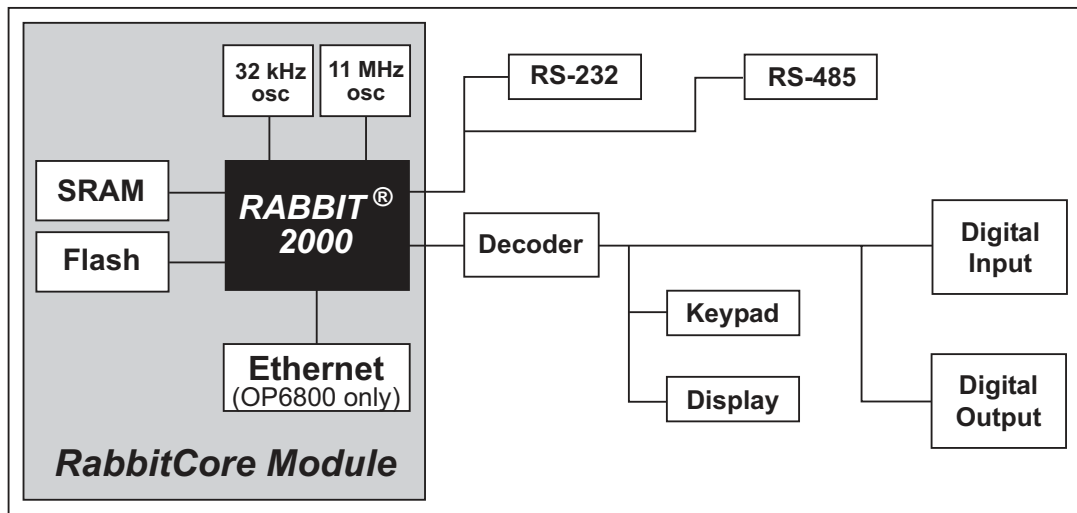 32 kHz
osc
11 MHz
osc
RS-232
RS-485
SRAM
Flash
RABBIT®
2000
Decoder
Digital
Input
Keypad
Ethernet
(OP6800 only)
Display
Digital
Output
RabbitCore Module